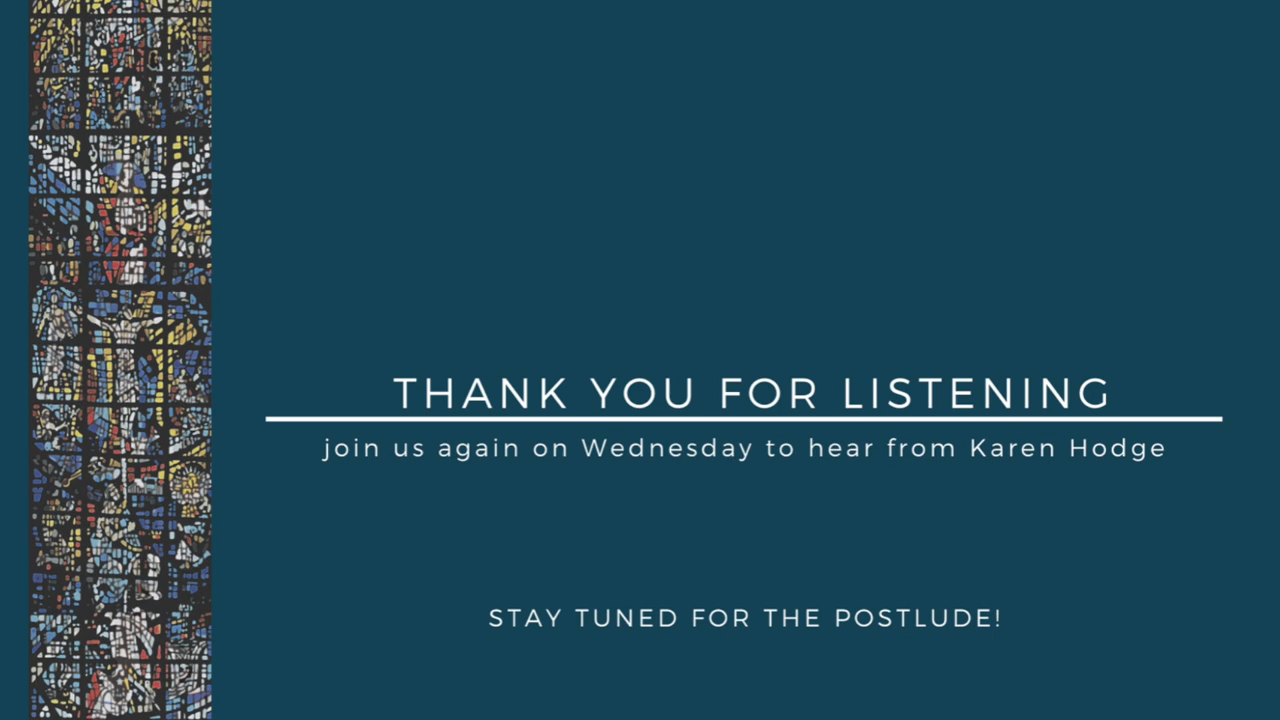 THANK YOU FOR LISTENING
join us again on Wednesday to hear from Karen Hodge
STAY TUNED FOR THE POSTLUDE!